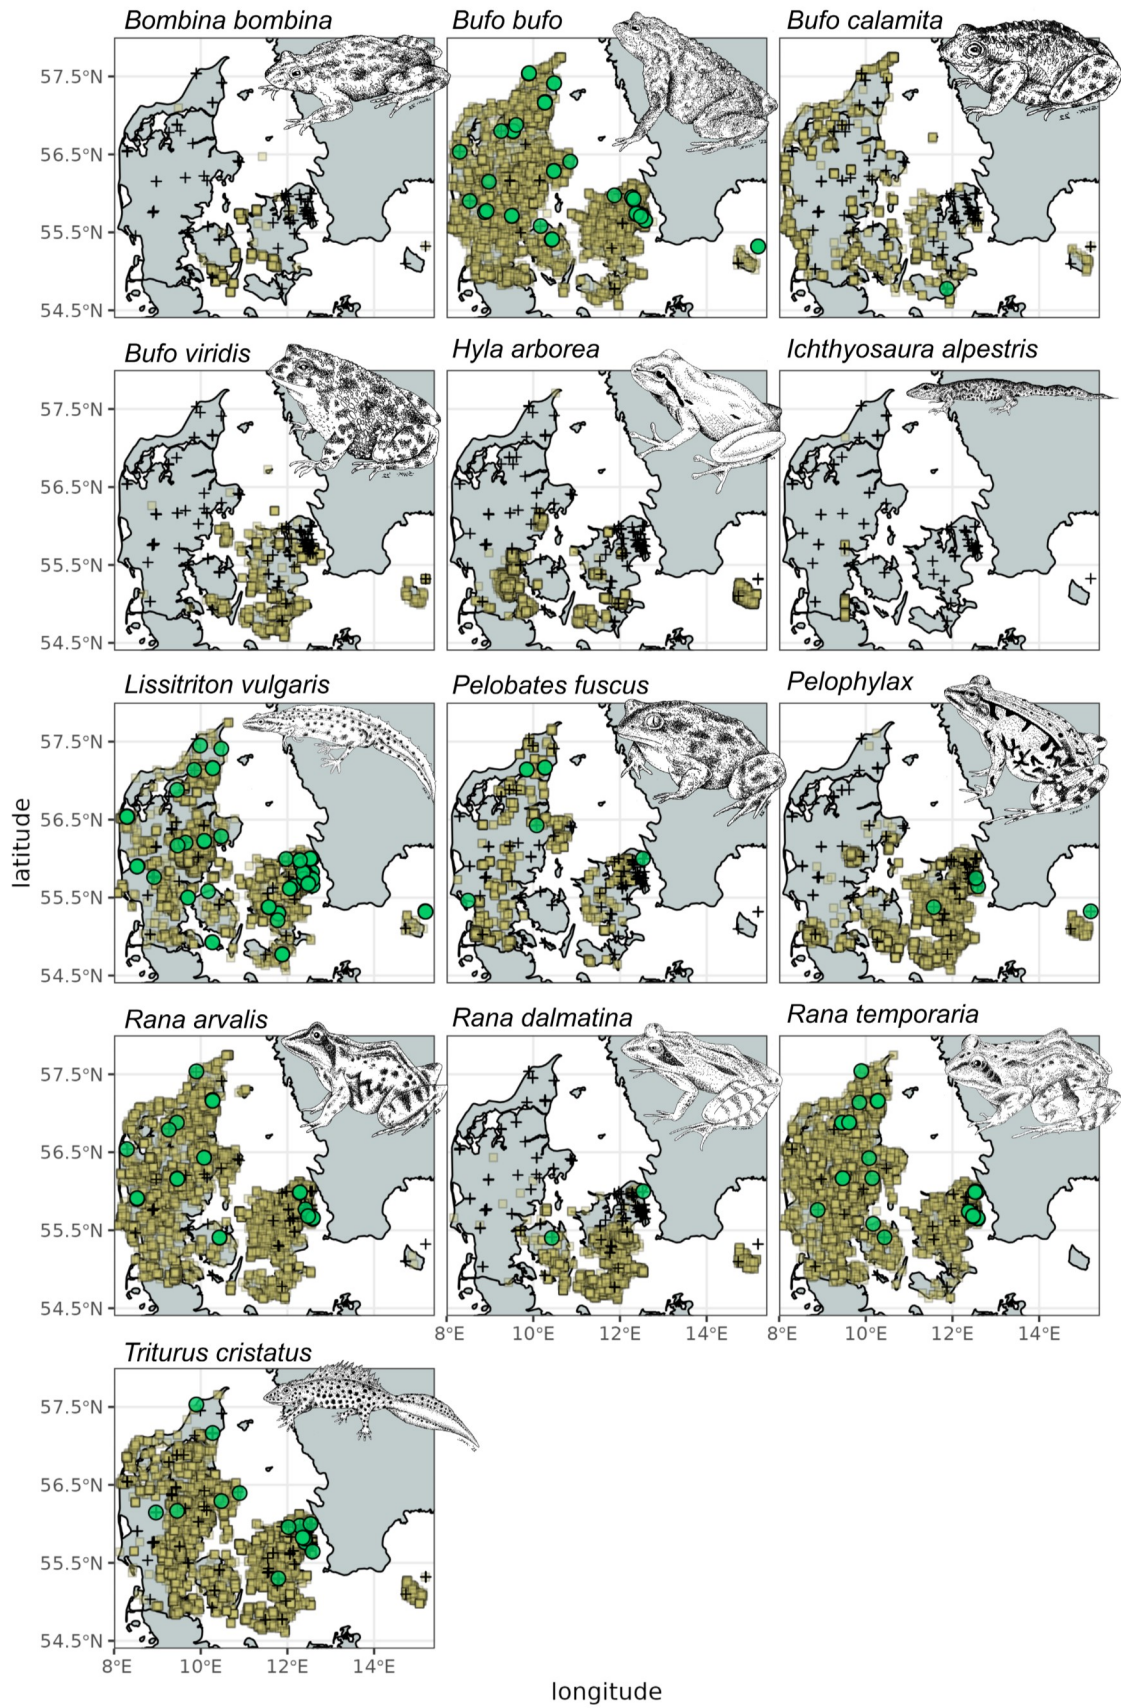 Bombina bombina
Bufo bufo
Bufo calamita
57.5°N
56.5°N
55.5°N
54.5°N
Bufo viridis
Hyla arborea
Ichthyosaura alpestris
57.5°N
56.5°N
55.5°N
54.5°N
Lissitriton vulgaris
Pelobates fuscus
Pelophylax
57.5°N
56.5°N
55.5°N
54.5°N
latitude
Rana arvalis
Rana dalmatina
Rana temporaria
57.5°N
56.5°N
55.5°N
54.5°N
8°E 10°E 12°E 14°E
8°E 10°E 12°E 14°E
Triturus cristatus
57.5°N
56.5°N
55.5°N
54.5°N
8°E 10°E 12°E 14°E
longitude